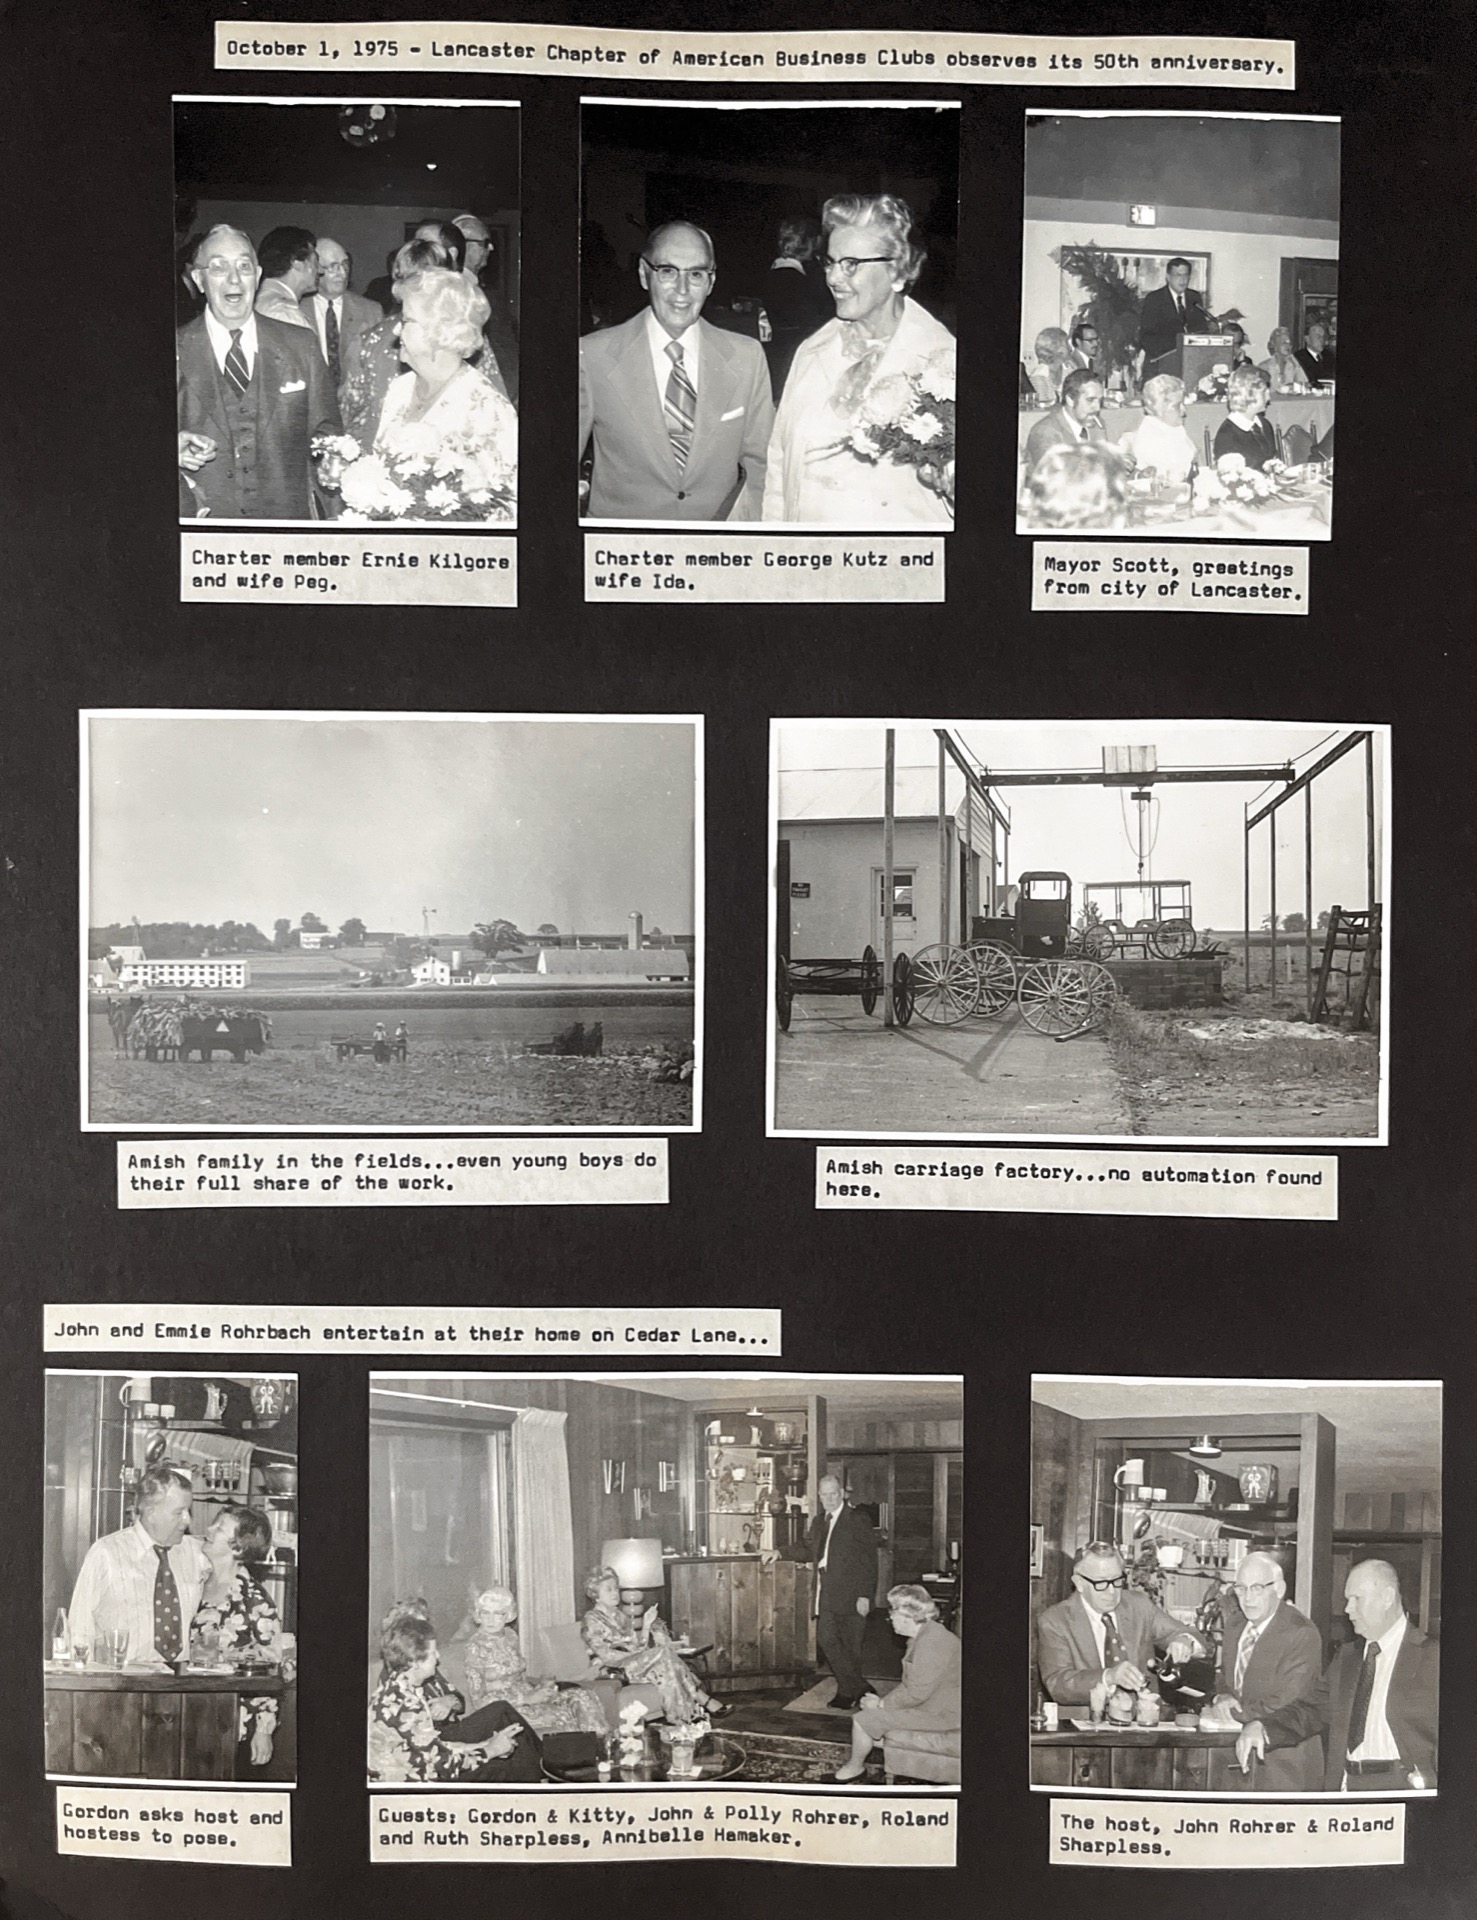 October 1, 1975 - Lancaster Chapter of American Business Clubs observes its 50th anniversary.
Charter member Ernie Kilgore
and wife Peg.
Charter member George Kutz and
wife Ida.
Mayor Scott, greetings
from city of Lancaster.
Amish family in the fields...even young boys do
their full share of the work.
Amish carriage factory...no automation found
here.
John and Emmie Rohrbach entertain at their home on Cedar Lane...
Gordon asks host and
hostess to pose.
Guests: Gordon & Kitty, John & Polly Rohrer, Roland
and Ruth Sharpless, Annibelle Hamaker.
The host, John Rohrer & Roland
Sharpless.